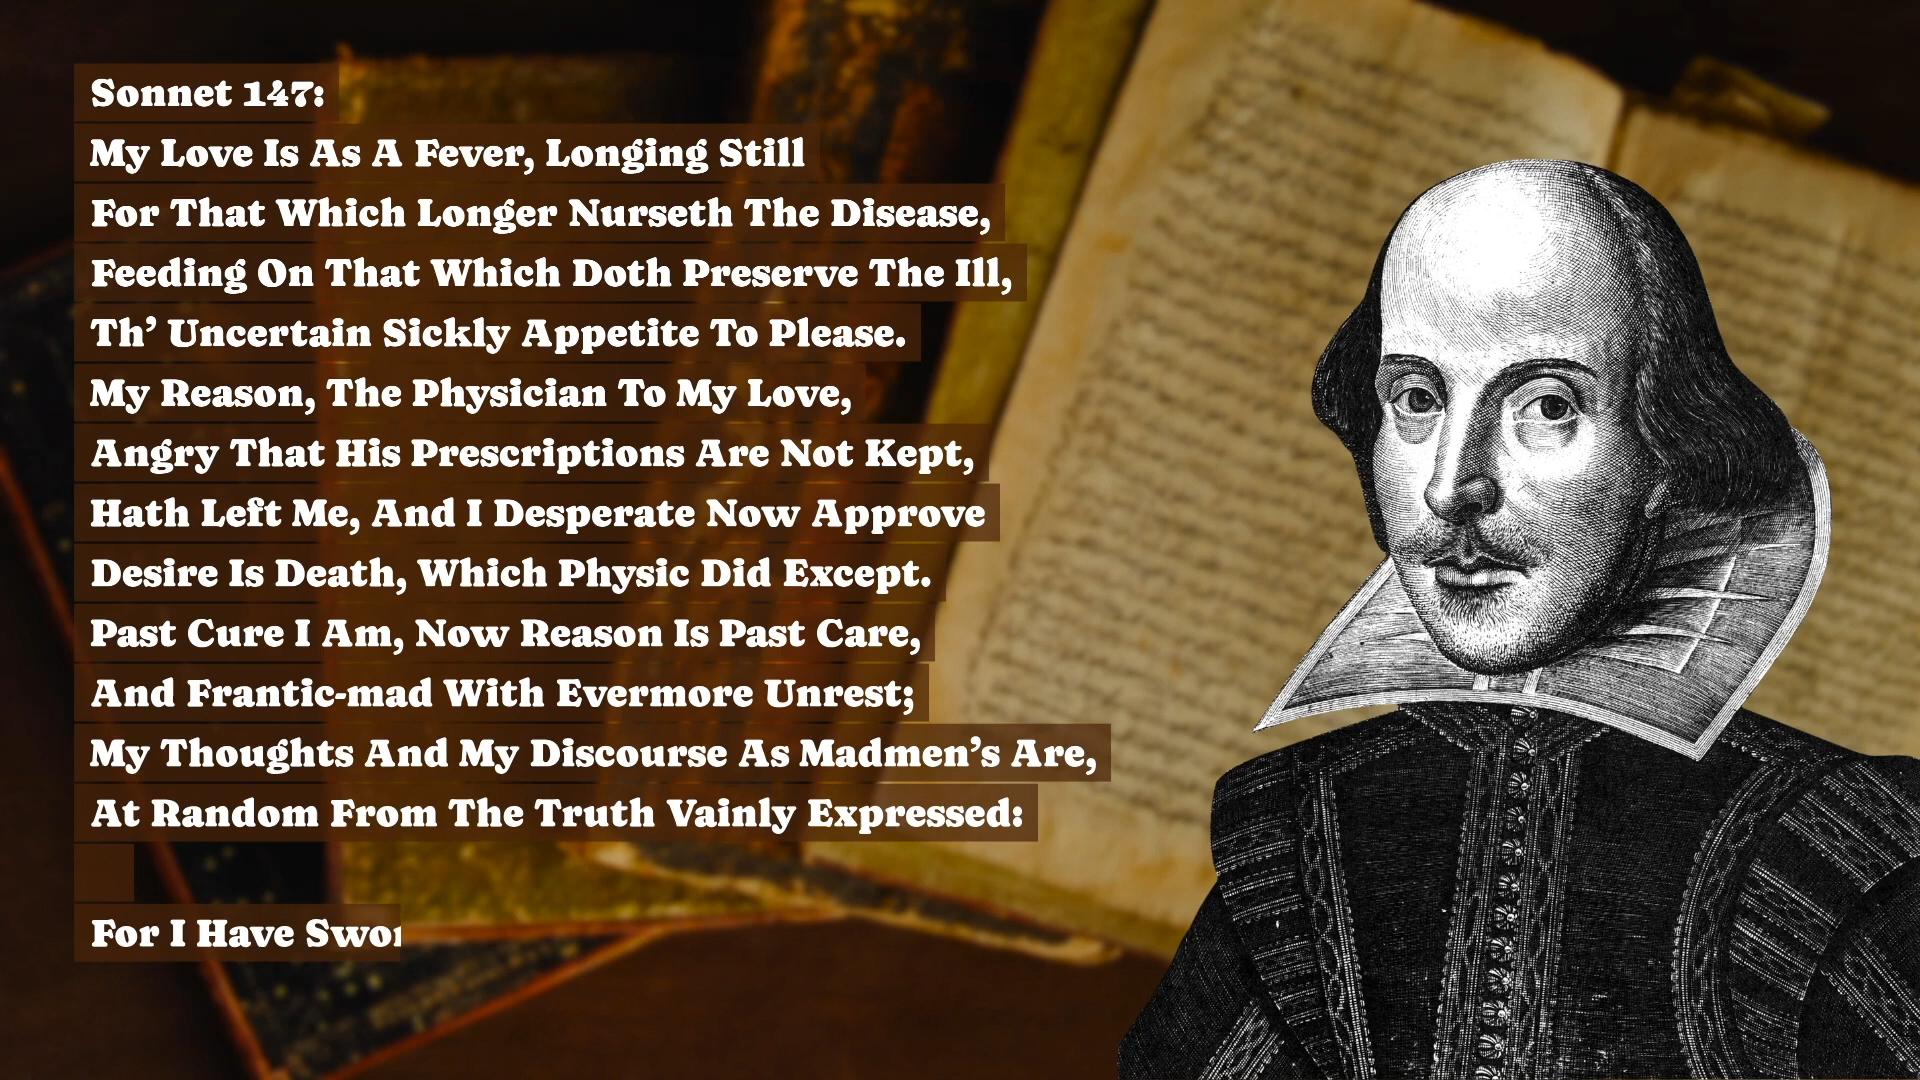 Sonnet 147:
My Love Is As A Fever, Longing Still
For That Which Longer Nurseth The Disease,
Feeding On That Which Doth Preserve The Ill,
Th’ Uncertain Sickly Appetite To Please.
My Reason, The Physician To My Love,
Angry That His Prescriptions Are Not Kept,
Hath Left Me, And I Desperate Now Approve
Desire Is Death, Which Physic Did Except.
Past Cure I Am, Now Reason Is Past Care,
And Frantic-mad With Evermore Unrest;
My Thoughts And My Discourse As Madmen’s Are,
At Random From The Truth Vainly Expressed:
For I Have Swor